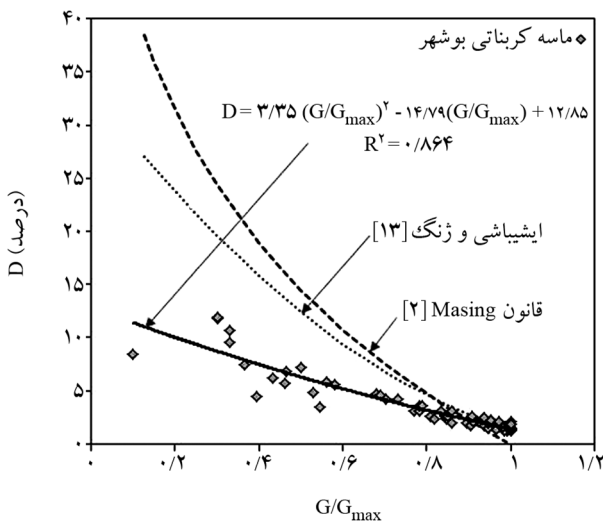 ۴۰
۳۵
۳۰
۲۵
۲۰
۱۵
۱۰
۵
۰
D (درصد)
ماسه کربناتی بوشهر
D = ۳/۳۵ (G/Gmax)² - ۱۴/۷۹(G/Gmax) + ۱۲/۸۵
R² = ۰/۸۶۴
ایشیباشی و ژنگ [۱۳]
قانون Masing [۲]
۰ ۰/۲ ۰/۴ ۰/۶ ۰/۸ ۱ ۱/۲
G/Gmax